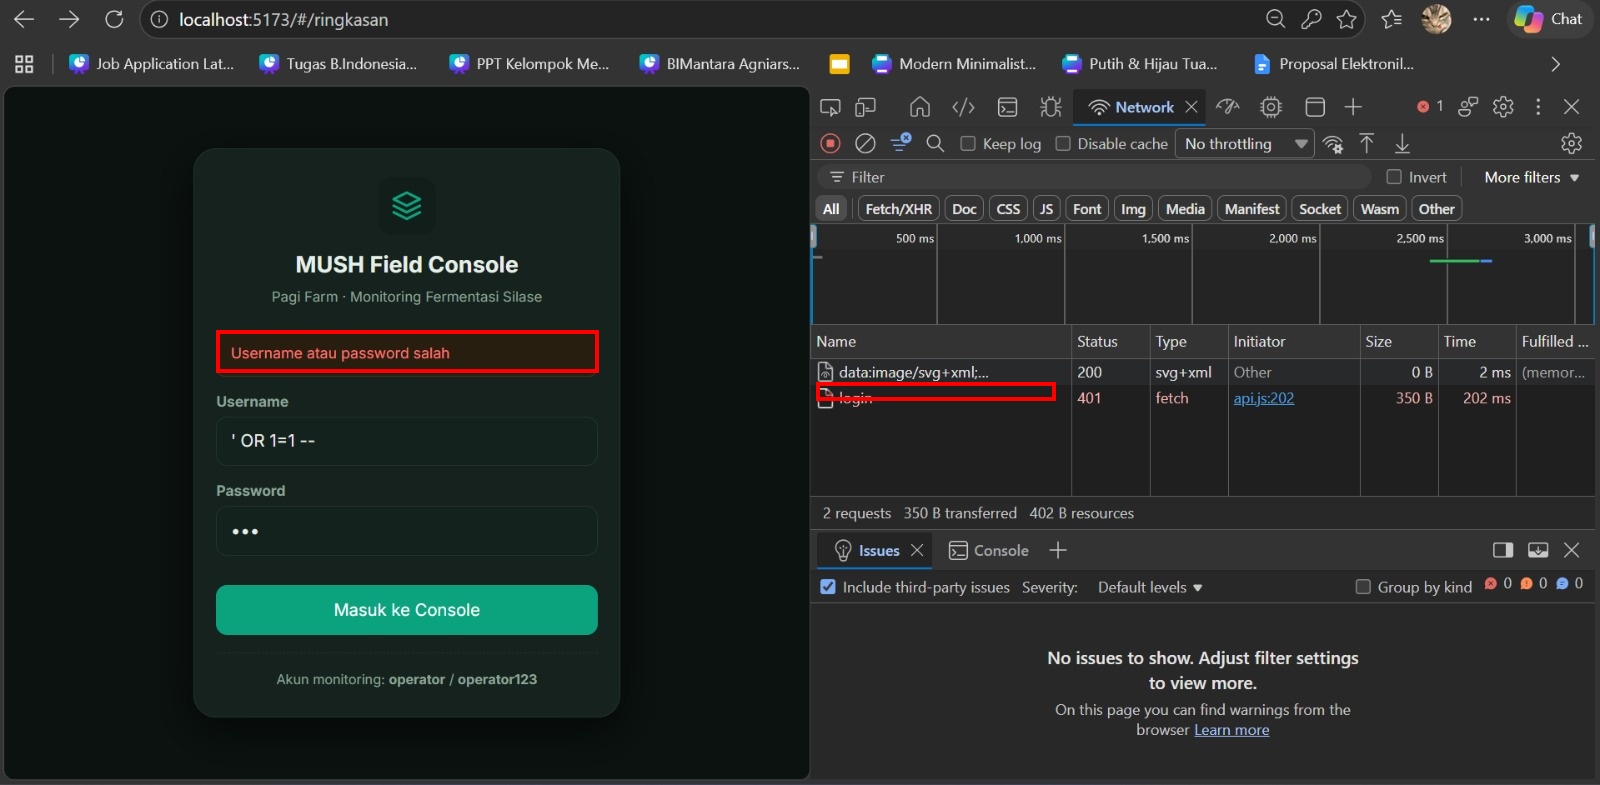 localhost:5173/#/ringkasan
Chat
Job Application Lat...
Tugas B.Indonesia...
PPT Kelompok Me...
BIMantara Agniars...
Modern Minimalist...
Putih & Hijau Tua...
Proposal Elektronil...
MUSH Field Console
Pagi Farm · Monitoring Fermentasi Silase
Username atau password salah
Username
' OR 1=1 --
Password
Masuk ke Console
Akun monitoring: operator / operator123
Network
1
Keep log
Disable cache
No throttling
Filter
Invert
More filters
All
Fetch/XHR
Doc
CSS
JS
Font
Img
Media
Manifest
Socket
Wasm
Other
500 ms
1,000 ms
1,500 ms
2,000 ms
2,500 ms
3,000 ms
Name Status Type Initiator Size Time Fulfilled ...
data:image/svg+xml;... 200 svg+xml Other 0 B 2 ms (memor...
login 401 fetch api.js:202 350 B 202 ms
2 requests 350 B transferred 402 B resources
Issues
Console
Include third-party issues
Severity:
Default levels
Group by kind
0
0
0
No issues to show. Adjust filter settings
to view more.
On this page you can find warnings from the
browser Learn more